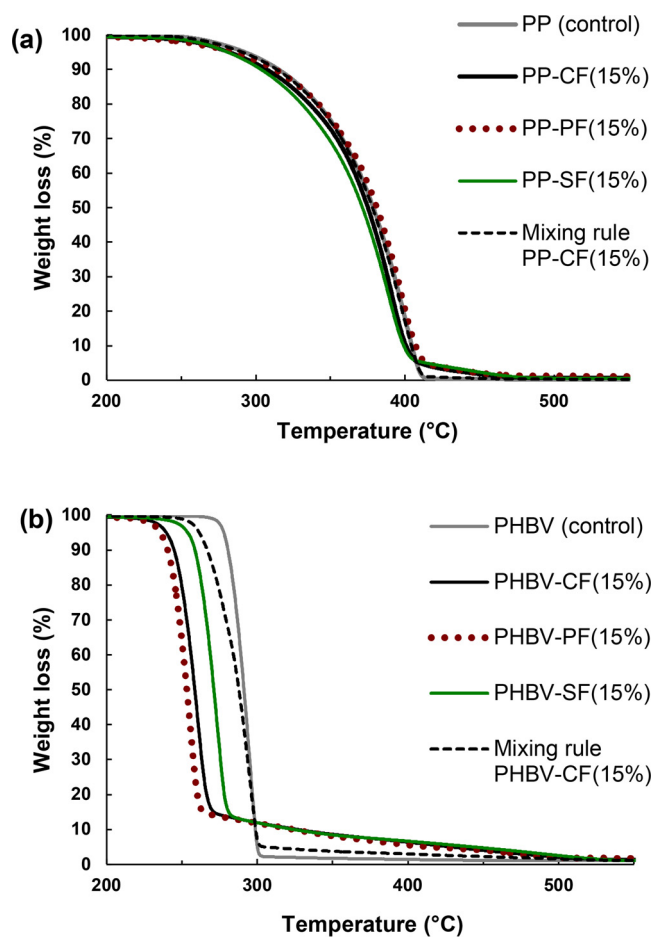 (a)
100
90
80
70
60
50
40
30
20
10
0
Weight loss (%)
200
300
400
500
Temperature (°C)
PP (control)
PP-CF(15%)
PP-PF(15%)
PP-SF(15%)
Mixing rule
PP-CF(15%)
(b)
100
90
80
70
60
50
40
30
20
10
0
Weight loss (%)
200
300
400
500
Temperature (°C)
PHBV (control)
PHBV-CF(15%)
PHBV-PF(15%)
PHBV-SF(15%)
Mixing rule
PHBV-CF(15%)